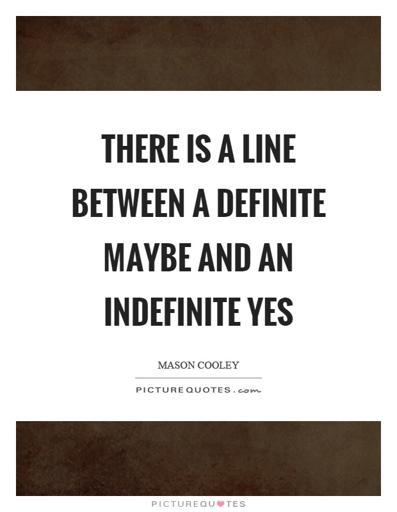 THERE IS A LINE
BETWEEN A DEFINITE
MAYBE AND AN
INDEFINITE YES
MASON COOLEY
PICTUREQUOTES.com
PICTUREQUOTES